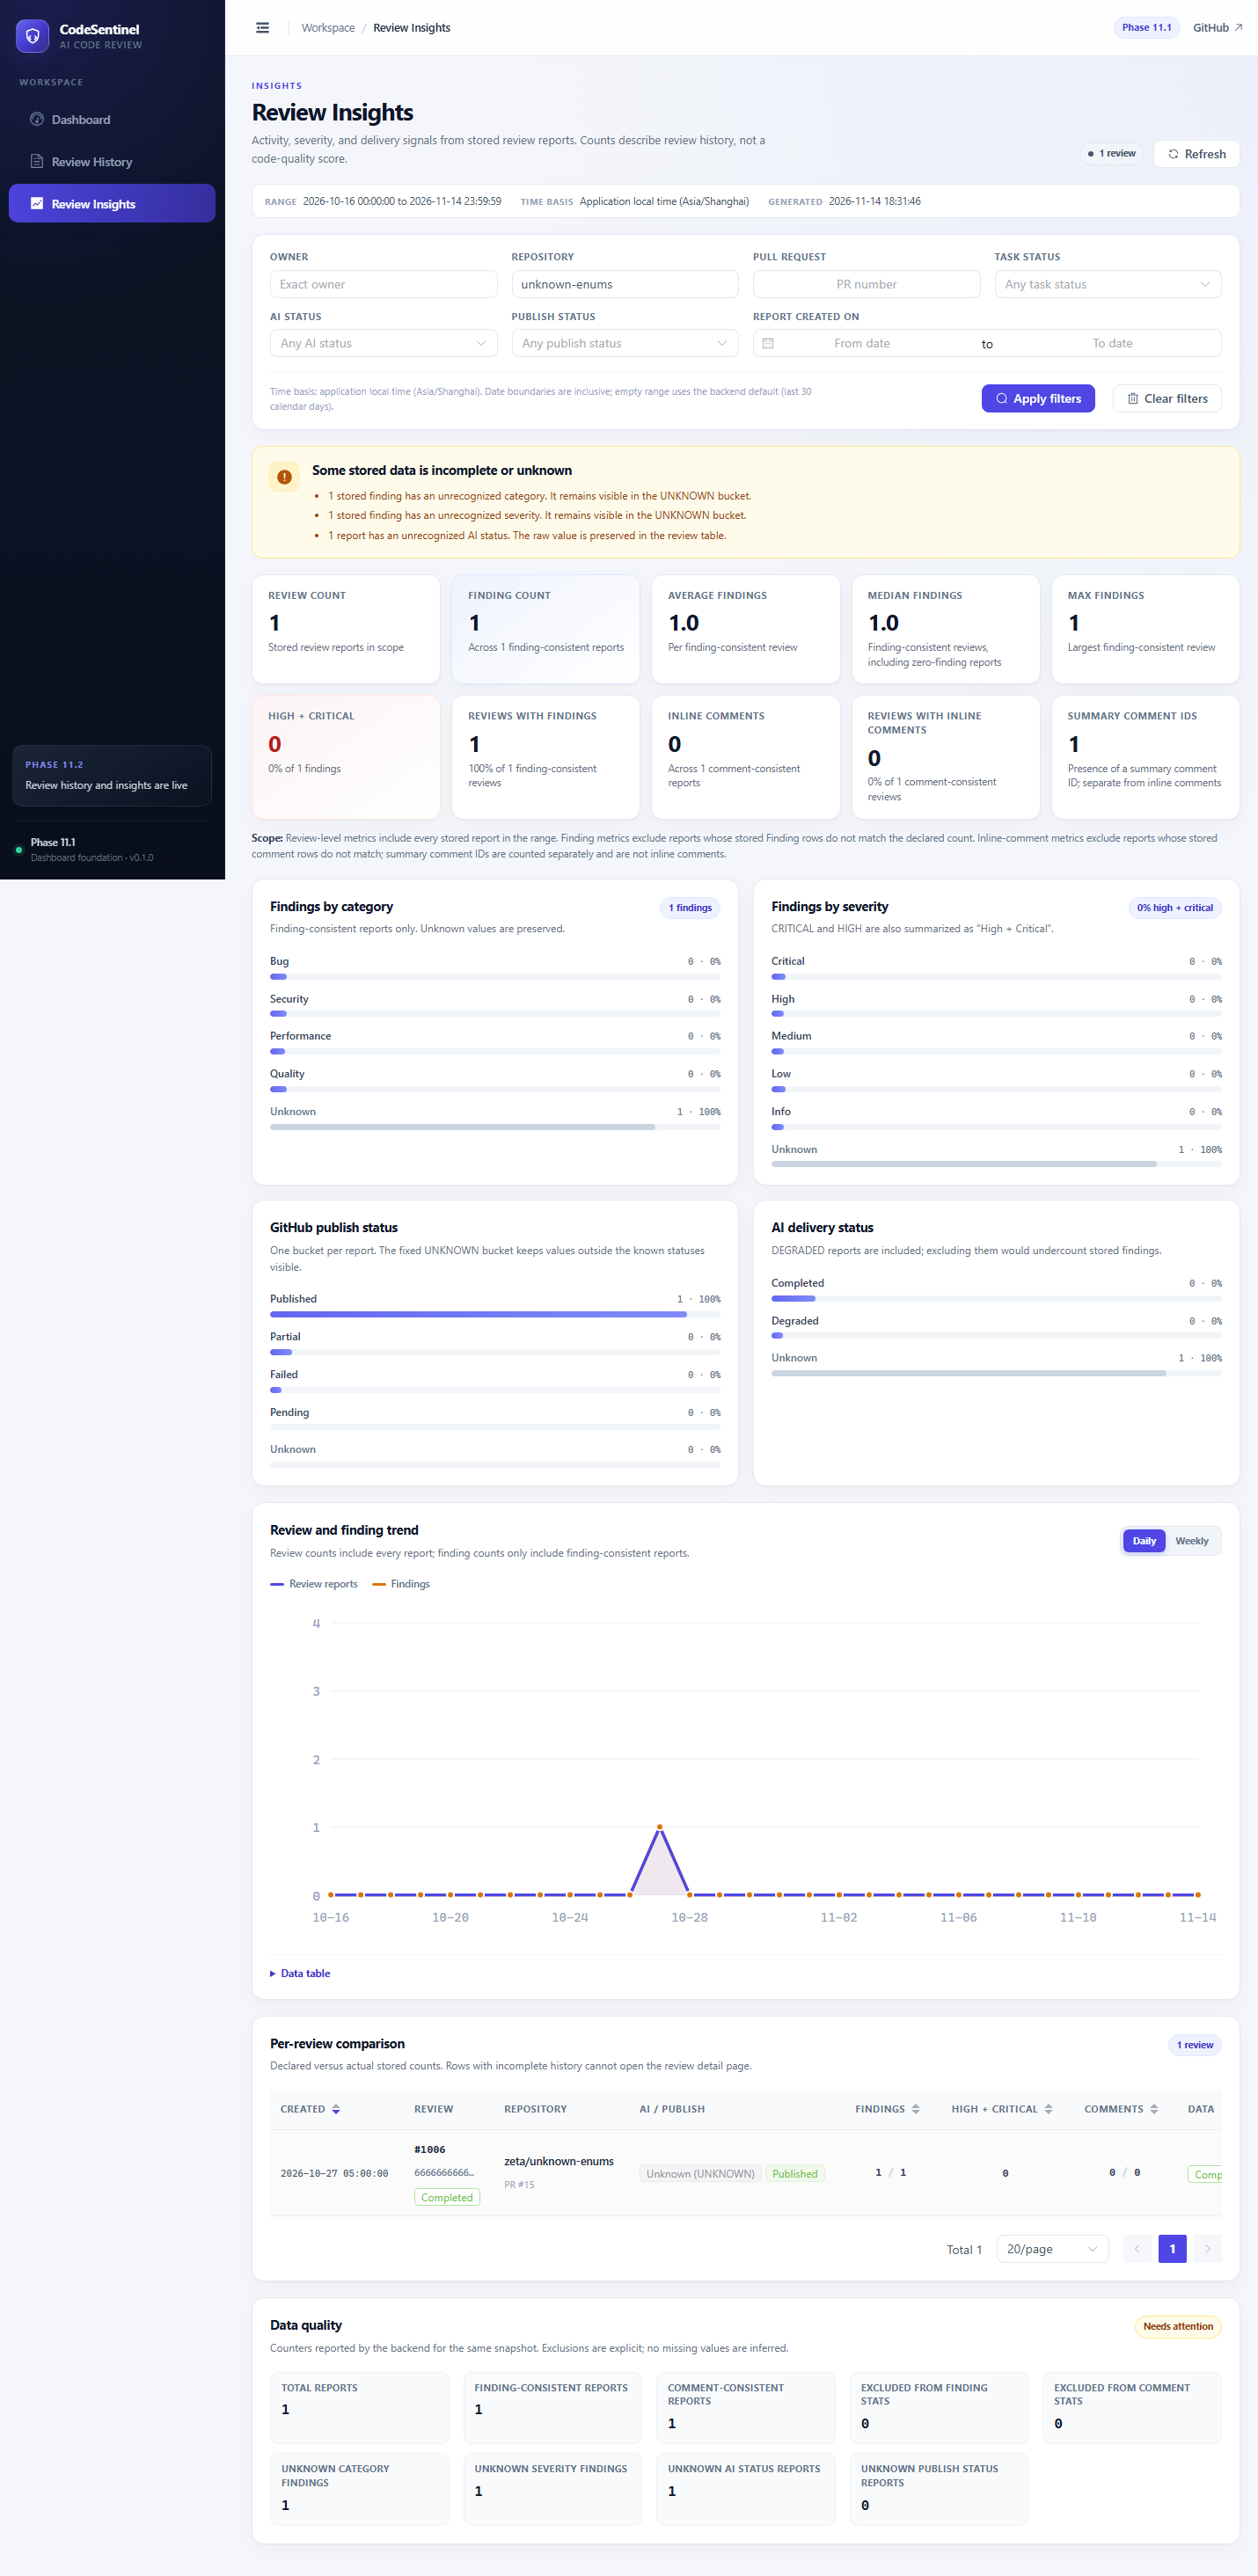 CodeSentinel
AI CODE REVIEW
WORKSPACE
Dashboard
Review History
Review Insights
PHASE 11.2
Review history and insights are live
Phase 11.1
Dashboard foundation · v0.1.0
Workspace / Review Insights
Phase 11.1
GitHub
INSIGHTS
Review Insights
Activity, severity, and delivery signals from stored review reports. Counts describe review history, not a
code-quality score.
1 review
Refresh
RANGE 2026-10-16 00:00:00 to 2026-11-14 23:59:59 TIME BASIS Application local time (Asia/Shanghai) GENERATED 2026-11-14 18:31:46
OWNER REPOSITORY PULL REQUEST TASK STATUS
Exact owner unknown-enums PR number Any task status
AI STATUS PUBLISH STATUS REPORT CREATED ON
Any AI status Any publish status From date to To date
Time basis: application local time (Asia/Shanghai). Date boundaries are inclusive; empty range uses the backend default (last 30
calendar days).
Apply filters
Clear filters
Some stored data is incomplete or unknown
• 1 stored finding has an unrecognized category. It remains visible in the UNKNOWN bucket.
• 1 stored finding has an unrecognized severity. It remains visible in the UNKNOWN bucket.
• 1 report has an unrecognized AI status. The raw value is preserved in the review table.
REVIEW COUNT
1
Stored review reports in scope
FINDING COUNT
1
Across 1 finding-consistent reports
AVERAGE FINDINGS
1.0
Per finding-consistent review
MEDIAN FINDINGS
1.0
Finding-consistent reviews,
including zero-finding reports
MAX FINDINGS
1
Largest finding-consistent review
HIGH + CRITICAL
0
0% of 1 findings
REVIEWS WITH FINDINGS
1
100% of 1 finding-consistent
reviews
INLINE COMMENTS
0
Across 1 comment-consistent
reports
REVIEWS WITH INLINE
COMMENTS
0
0% of 1 comment-consistent
reviews
SUMMARY COMMENT IDS
1
Presence of a summary comment
ID; separate from inline comments
Scope: Review-level metrics include every stored report in the range. Finding metrics exclude reports whose stored Finding rows do not match the declared count. Inline-comment metrics exclude reports whose stored
comment rows do not match; summary comment IDs are counted separately and are not inline comments.
Findings by category
1 findings
Finding-consistent reports only. Unknown values are preserved.
Bug 0 · 0%
Security 0 · 0%
Performance 0 · 0%
Quality 0 · 0%
Unknown 1 · 100%
Findings by severity
0% high + critical
CRITICAL and HIGH are also summarized as “High + Critical”.
Critical 0 · 0%
High 0 · 0%
Medium 0 · 0%
Low 0 · 0%
Info 0 · 0%
Unknown 1 · 100%
GitHub publish status
One bucket per report. The fixed UNKNOWN bucket keeps values outside the known statuses
visible.
Published 1 · 100%
Partial 0 · 0%
Failed 0 · 0%
Pending 0 · 0%
Unknown 0 · 0%
AI delivery status
DEGRADED reports are included; excluding them would undercount stored findings.
Completed 0 · 0%
Degraded 0 · 0%
Unknown 1 · 100%
Review and finding trend
Review counts include every report; finding counts only include finding-consistent reports.
Daily Weekly
Review reports Findings
4
3
2
1
0
10-16 10-20 10-24 10-28 11-02 11-06 11-10 11-14
Data table
Per-review comparison
1 review
Declared versus actual stored counts. Rows with incomplete history cannot open the review detail page.
CREATED REVIEW REPOSITORY AI / PUBLISH FINDINGS HIGH + CRITICAL COMMENTS DATA
2026-10-27 05:00:00
#1006
6666666666...
Completed
zeta/unknown-enums
PR #15
Unknown (UNKNOWN) Published
1 / 1
0
0 / 0
Comp
Total 1 20/page 1
Data quality
Needs attention
Counters reported by the backend for the same snapshot. Exclusions are explicit; no missing values are inferred.
TOTAL REPORTS
1
FINDING-CONSISTENT REPORTS
1
COMMENT-CONSISTENT
REPORTS
1
EXCLUDED FROM FINDING
STATS
0
EXCLUDED FROM COMMENT
STATS
0
UNKNOWN CATEGORY
FINDINGS
1
UNKNOWN SEVERITY FINDINGS
1
UNKNOWN AI STATUS REPORTS
1
UNKNOWN PUBLISH STATUS
REPORTS
0